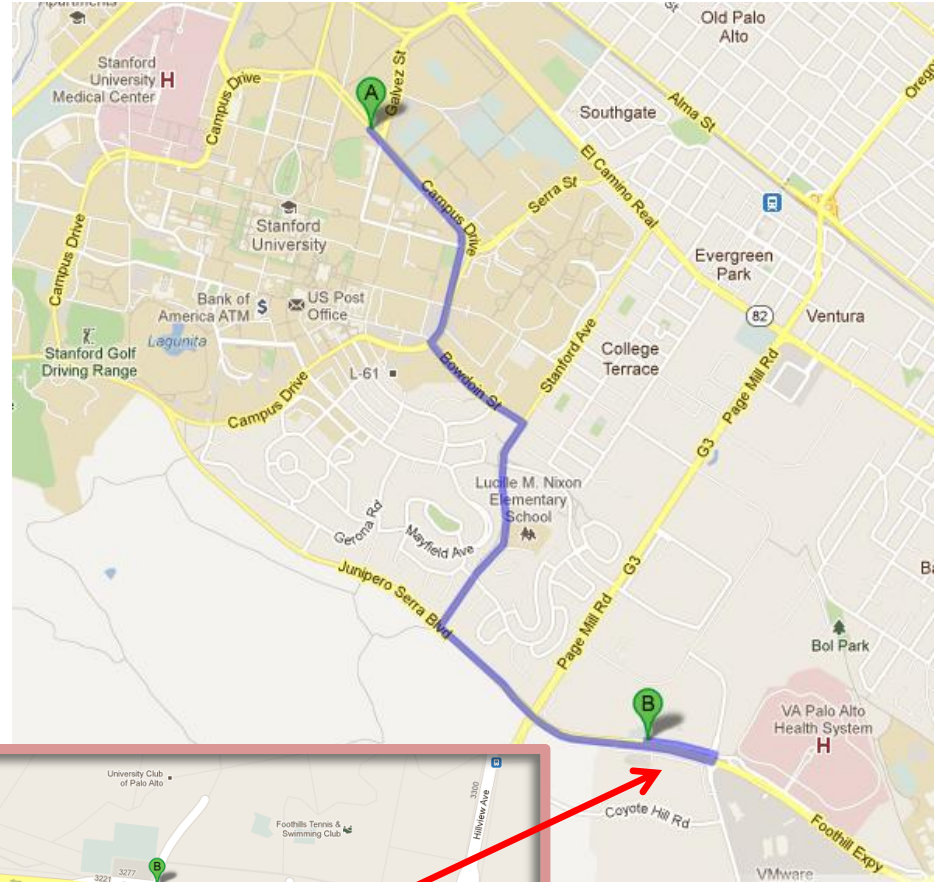 Old Palo
Alto
Stanford
University
Medical Center
H
Campus Drive
A
Galvez St
Southgate
Alma St
Campus Drive
El Camino Real
Serra St
Campus Drive
Stanford
University
Evergreen
Park
Campus Drive
Bank of
America ATM
$
US Post
Office
82
Ventura
Lagunita
Stanford Golf
Driving Range
L-61
Bowdoin St
Stanford Ave
College
Terrace
Page Mill Rd
Campus Drive
G3
Lucille M. Nixon
Elementary
School
Gerona Rd
Mayfield Ave
Junipero Serra Blvd
G3
Page Mill Rd
Bol Park
B
VA Palo Alto
Health System
H
Coyote Hill Rd
Foothill Expy
VMware
University Club
of Palo Alto
3300
Hillview Ave
Foothills Tennis &
Swimming Club
B
3277
3221